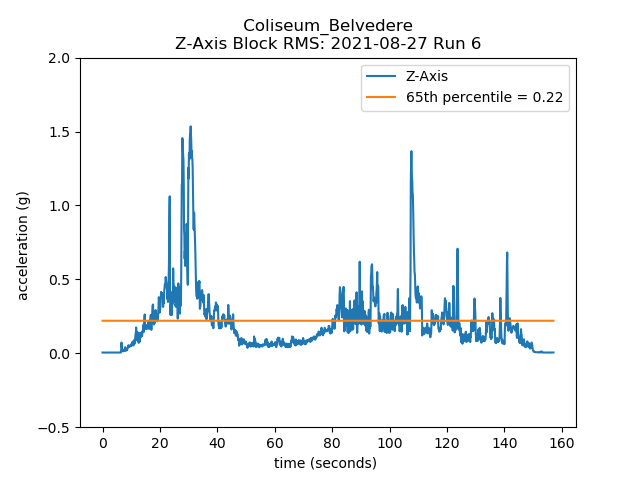 Coliseum_Belvedere
Z-Axis Block RMS: 2021-08-27 Run 6
Z-Axis
65th percentile = 0.22
acceleration (g)
2.0
1.5
1.0
0.5
0.0
−0.5
0 20 40 60 80 100 120 140 160
time (seconds)